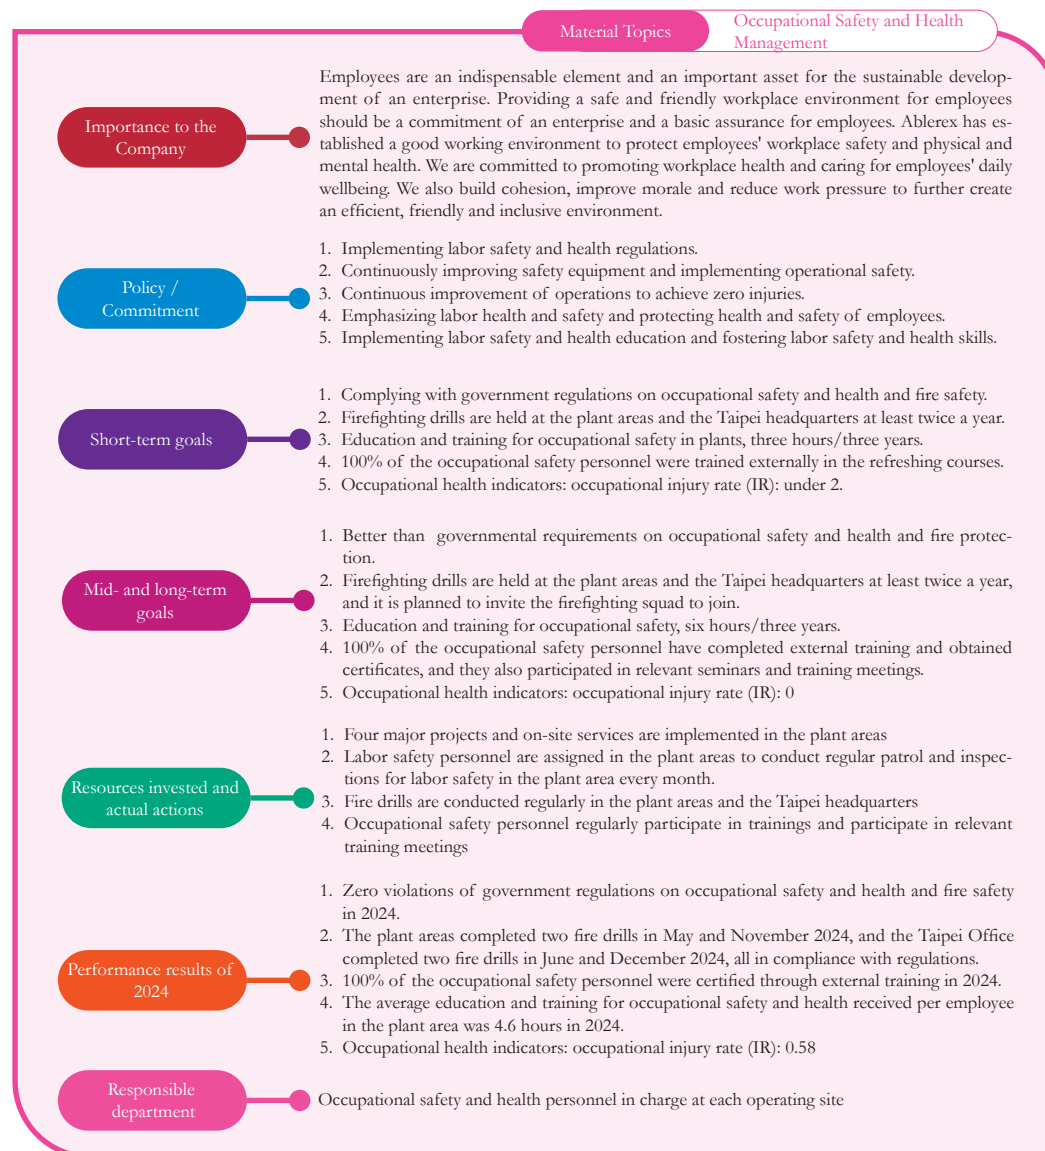 Material Topics
Occupational Safety and Health
Management
Importance to the
Company
Employees are an indispensable element and an important asset for the sustainable develop-
ment of an enterprise. Providing a safe and friendly workplace environment for employees
should be a commitment of an enterprise and a basic assurance for employees. Ablerex has es-
tablished a good working environment to protect employees' workplace safety and physical and
mental health. We are committed to promoting workplace health and caring for employees' daily
wellbeing. We also build cohesion, improve morale and reduce work pressure to further create
an efficient, friendly and inclusive environment.
Policy /
Commitment
1. Implementing labor safety and health regulations.
2. Continuously improving safety equipment and implementing operational safety.
3. Continuous improvement of operations to achieve zero injuries.
4. Emphasizing labor health and safety and protecting health and safety of employees.
5. Implementing labor safety and health education and fostering labor safety and health skills.
Short-term goals
1. Complying with government regulations on occupational safety and health and fire safety.
2. Firefighting drills are held at the plant areas and the Taipei headquarters at least twice a year.
3. Education and training for occupational safety in plants, three hours/three years.
4. 100% of the occupational safety personnel were trained externally in the refreshing courses.
5. Occupational health indicators: occupational injury rate (IR): under 2.
Mid- and long-term
goals
1. Better than governmental requirements on occupational safety and health and fire protec-
tion.
2. Firefighting drills are held at the plant areas and the Taipei headquarters at least twice a year,
and it is planned to invite the firefighting squad to join.
3. Education and training for occupational safety, six hours/three years.
4. 100% of the occupational safety personnel have completed external training and obtained
certificates, and they also participated in relevant seminars and training meetings.
5. Occupational health indicators: occupational injury rate (IR): 0
Resources invested and
actual actions
1. Four major projects and on-site services are implemented in the plant areas
2. Labor safety personnel are assigned in the plant areas to conduct regular patrol and inspec-
tions for labor safety in the plant area every month.
3. Fire drills are conducted regularly in the plant areas and the Taipei headquarters
4. Occupational safety personnel regularly participate in trainings and participate in relevant
training meetings
Performance results of
2024
1. Zero violations of government regulations on occupational safety and health and fire safety
in 2024.
2. The plant areas completed two fire drills in May and November 2024, and the Taipei Office
completed two fire drills in June and December 2024, all in compliance with regulations.
3. 100% of the occupational safety personnel were certified through external training in 2024.
4. The average education and training for occupational safety and health received per employee
in the plant area was 4.6 hours in 2024.
5. Occupational health indicators: occupational injury rate (IR): 0.58
Responsible
department
Occupational safety and health personnel in charge at each operating site